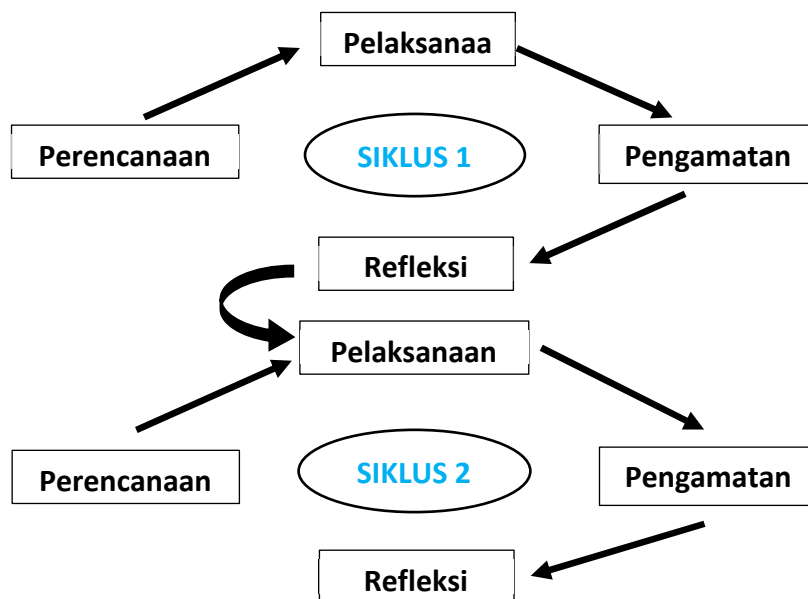 Pelaksanaa
Perencanaan
SIKLUS 1
Pengamatan
Refleksi
Pelaksanaan
Perencanaan
SIKLUS 2
Pengamatan
Refleksi